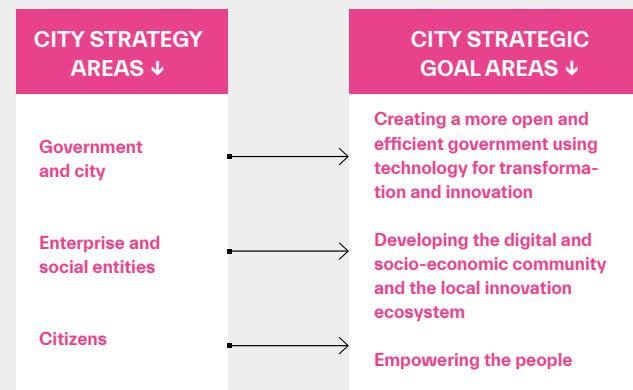 CITY STRATEGY
AREAS ↓
Government
and city
Enterprise and
social entities
Citizens
CITY STRATEGIC
GOAL AREAS ↓
Creating a more open and
efficient government using
technology for transforma-
tion and innovation
Developing the digital and
socio-economic community
and the local innovation
ecosystem
Empowering the people